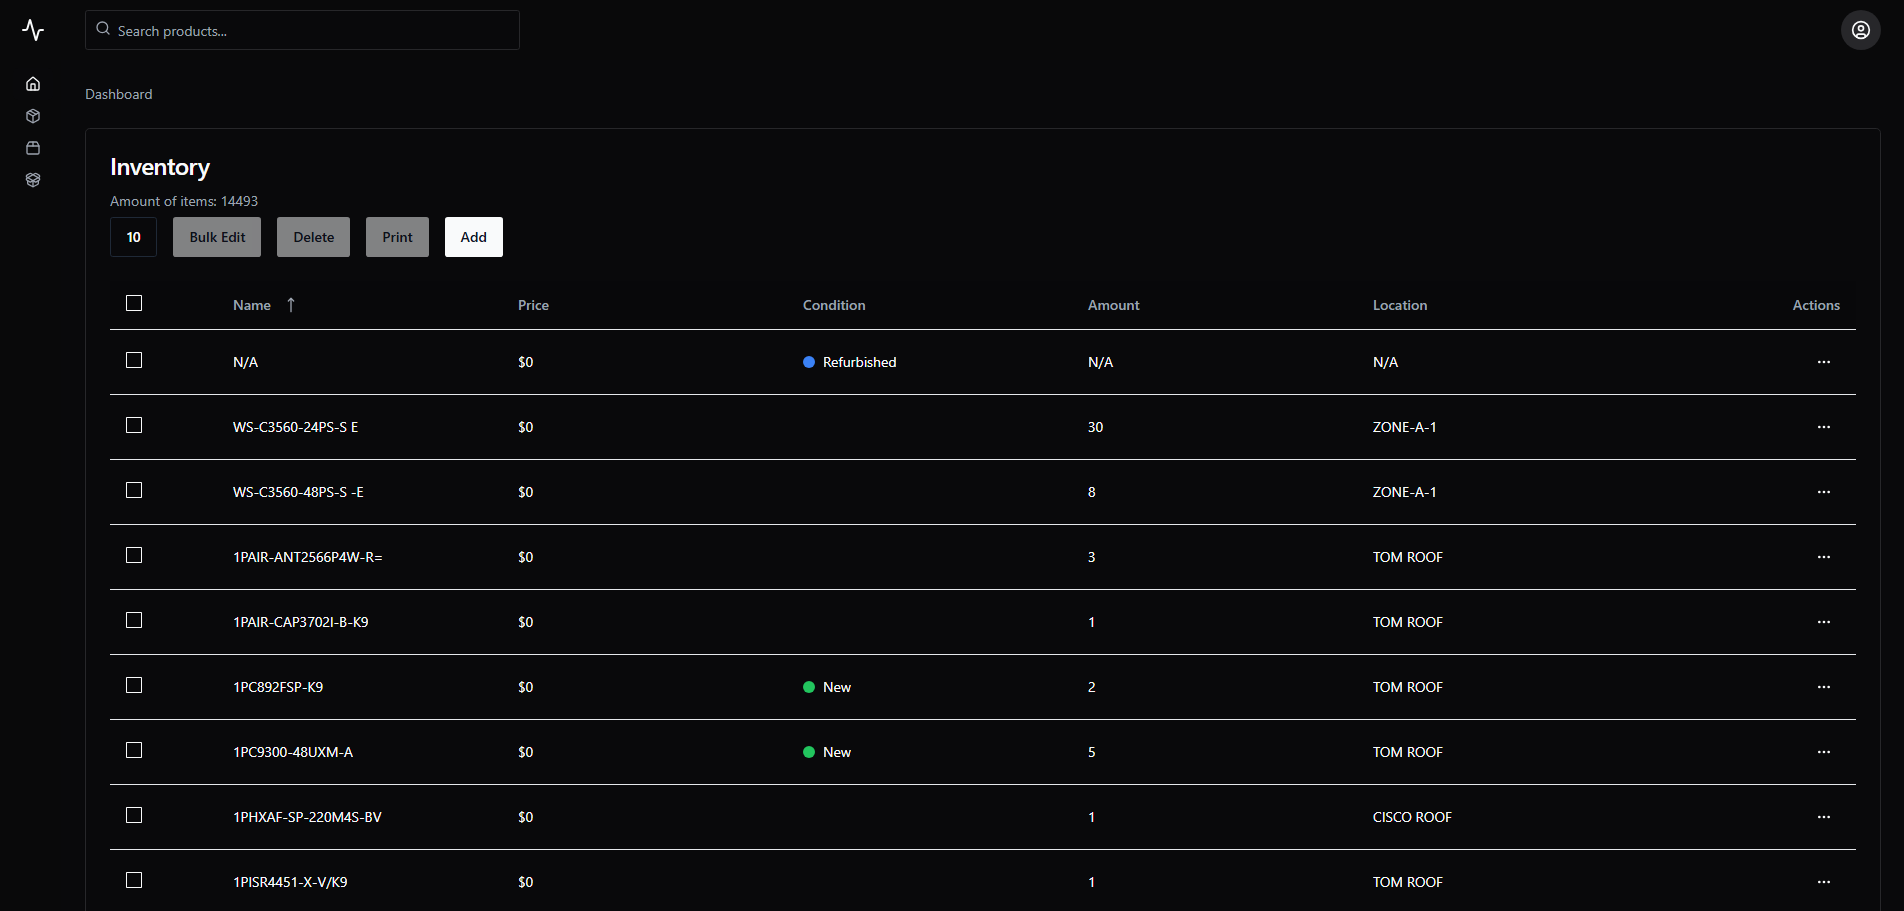 Search products...
Dashboard
Inventory
Amount of items: 14493
10 Bulk Edit Delete Print Add
Name Price Condition Amount Location Actions
N/A $0 Refurbished N/A N/A
WS-C3560-24PS-S E $0 30 ZONE-A-1
WS-C3560-48PS-S -E $0 8 ZONE-A-1
1PAIR-ANT2566P4W-R= $0 3 TOM ROOF
1PAIR-CAP3702I-B-K9 $0 1 TOM ROOF
1PC892FSP-K9 $0 New 2 TOM ROOF
1PC9300-48UXM-A $0 New 5 TOM ROOF
1PHXAF-SP-220M4S-BV $0 1 CISCO ROOF
1PISR4451-X-V/K9 $0 1 TOM ROOF